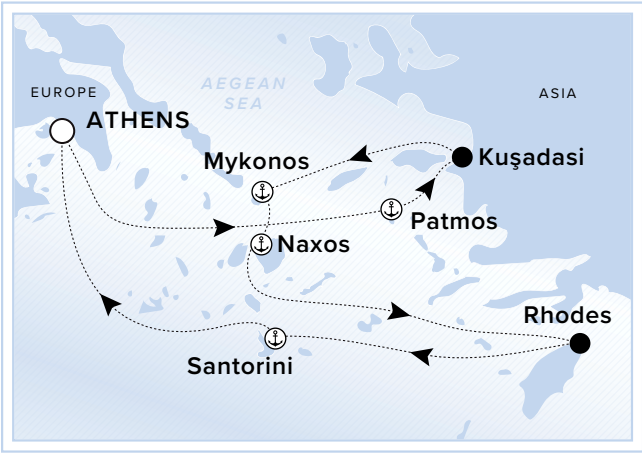 EUROPE
AEGEAN
SEA
ASIA
ATHENS
Mykonos
Kuşadasi
Patmos
Naxos
Rhodes
Santorini